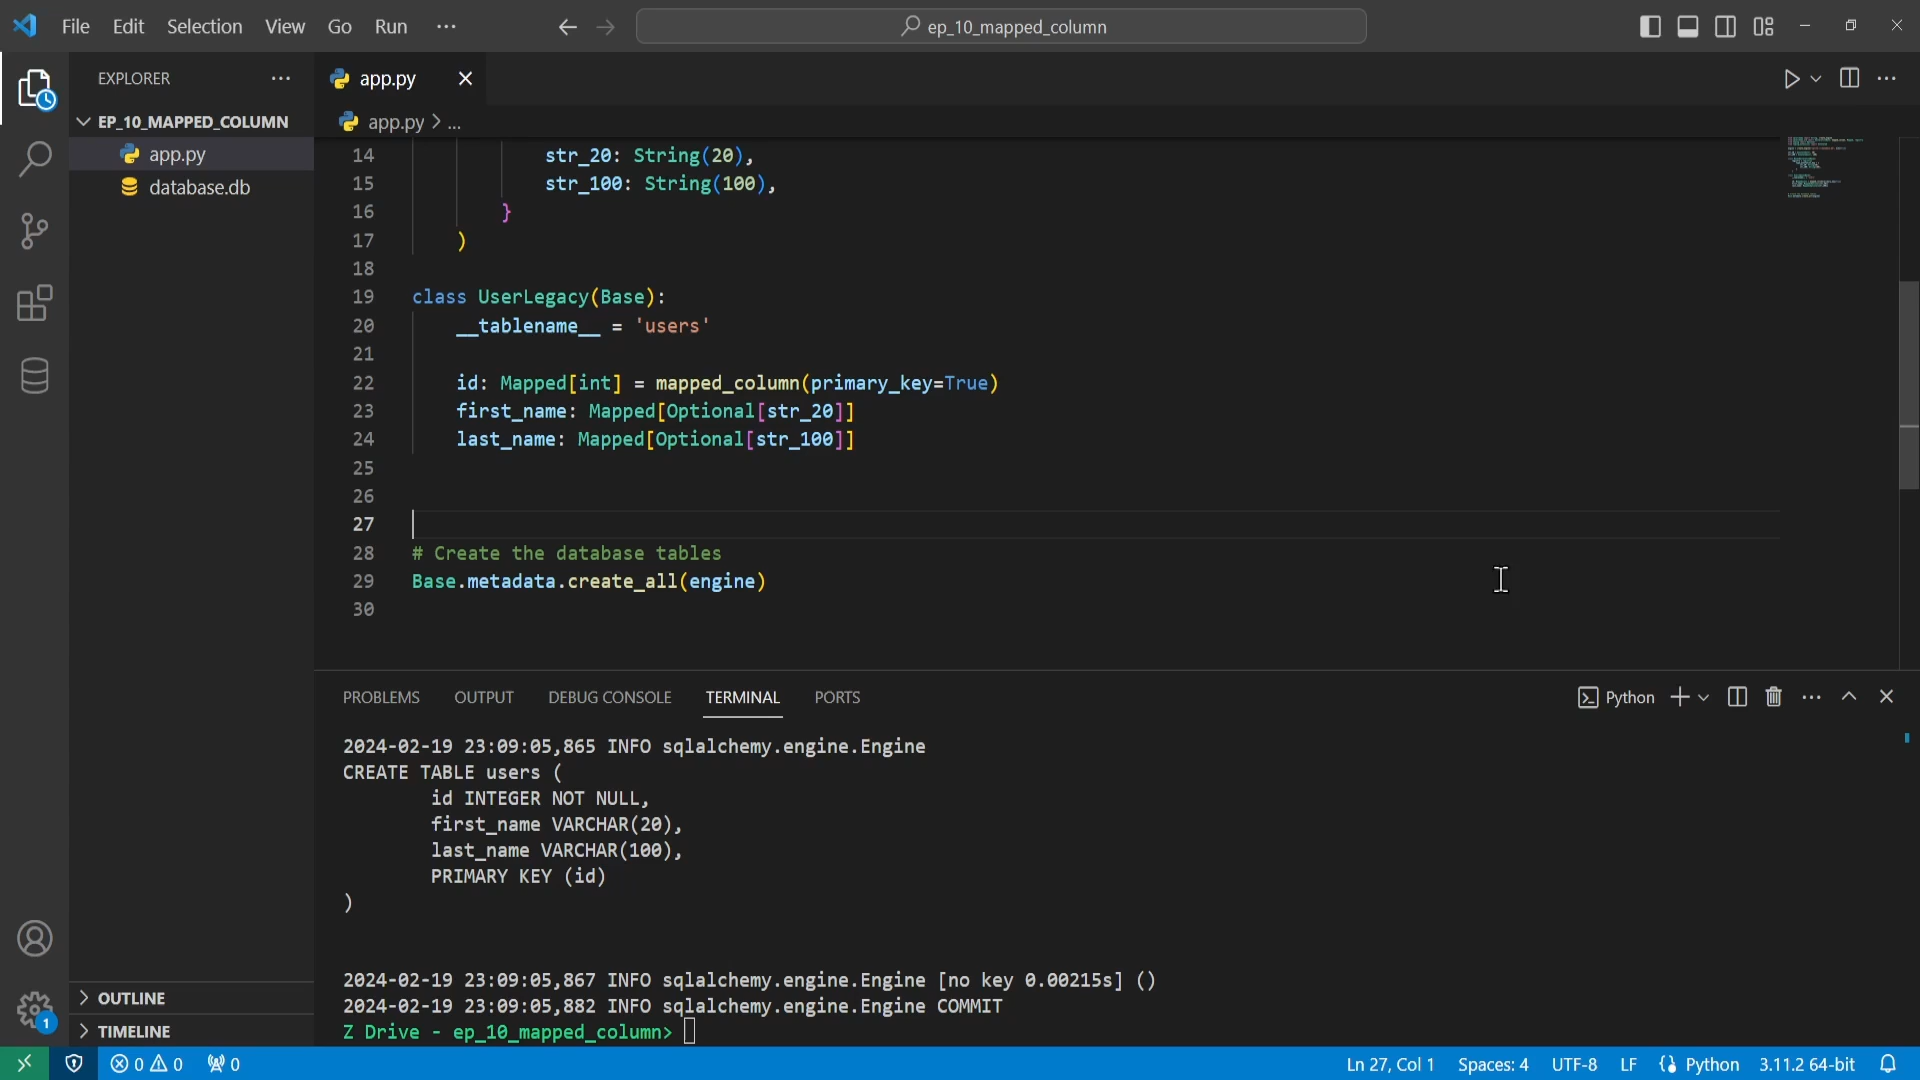 File Edit Selection View Go Run ...
ep_10_mapped_column
EXPLORER
app.py
EP_10_MAPPED_COLUMN
app.py > ...
app.py
database.db
14 str_20: String(20),
15 str_100: String(100),
16 }
17 )
18
19 class UserLegacy(Base):
20 __tablename__ = 'users'
21
22 id: Mapped[int] = mapped_column(primary_key=True)
23 first_name: Mapped[Optional[str_20]]
24 last_name: Mapped[Optional[str_100]]
25
26
27
28 # Create the database tables
29 Base.metadata.create_all(engine)
30
PROBLEMS OUTPUT DEBUG CONSOLE TERMINAL PORTS
Python
2024-02-19 23:09:05,865 INFO sqlalchemy.engine.Engine
CREATE TABLE users (
id INTEGER NOT NULL,
first_name VARCHAR(20),
last_name VARCHAR(100),
PRIMARY KEY (id)
)
2024-02-19 23:09:05,867 INFO sqlalchemy.engine.Engine [no key 0.00215s] ()
2024-02-19 23:09:05,882 INFO sqlalchemy.engine.Engine COMMIT
Z Drive - ep_10_mapped_column>
OUTLINE
TIMELINE
1
0 0 0
Ln 27, Col 1 Spaces: 4 UTF-8 LF Python 3.11.2 64-bit